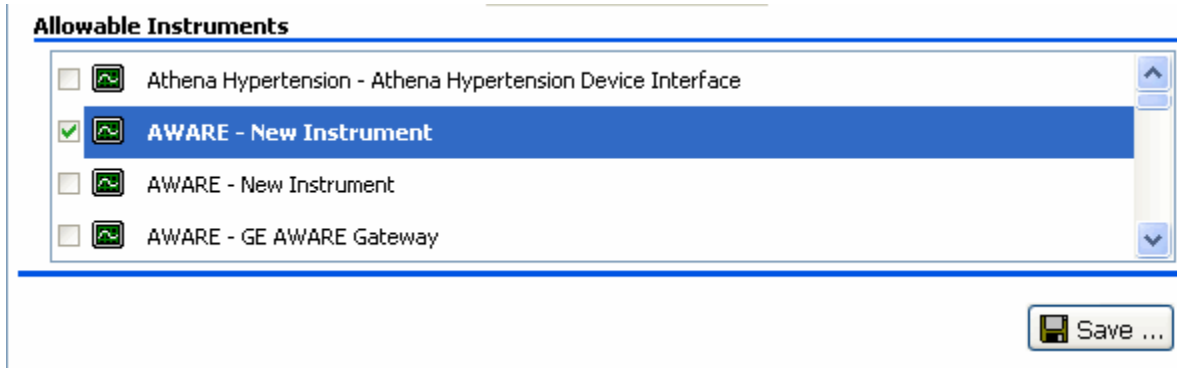 Allowable Instruments
Athena Hypertension - Athena Hypertension Device Interface
AWARE - New Instrument
AWARE - New Instrument
AWARE - GE AWARE Gateway
Save ...